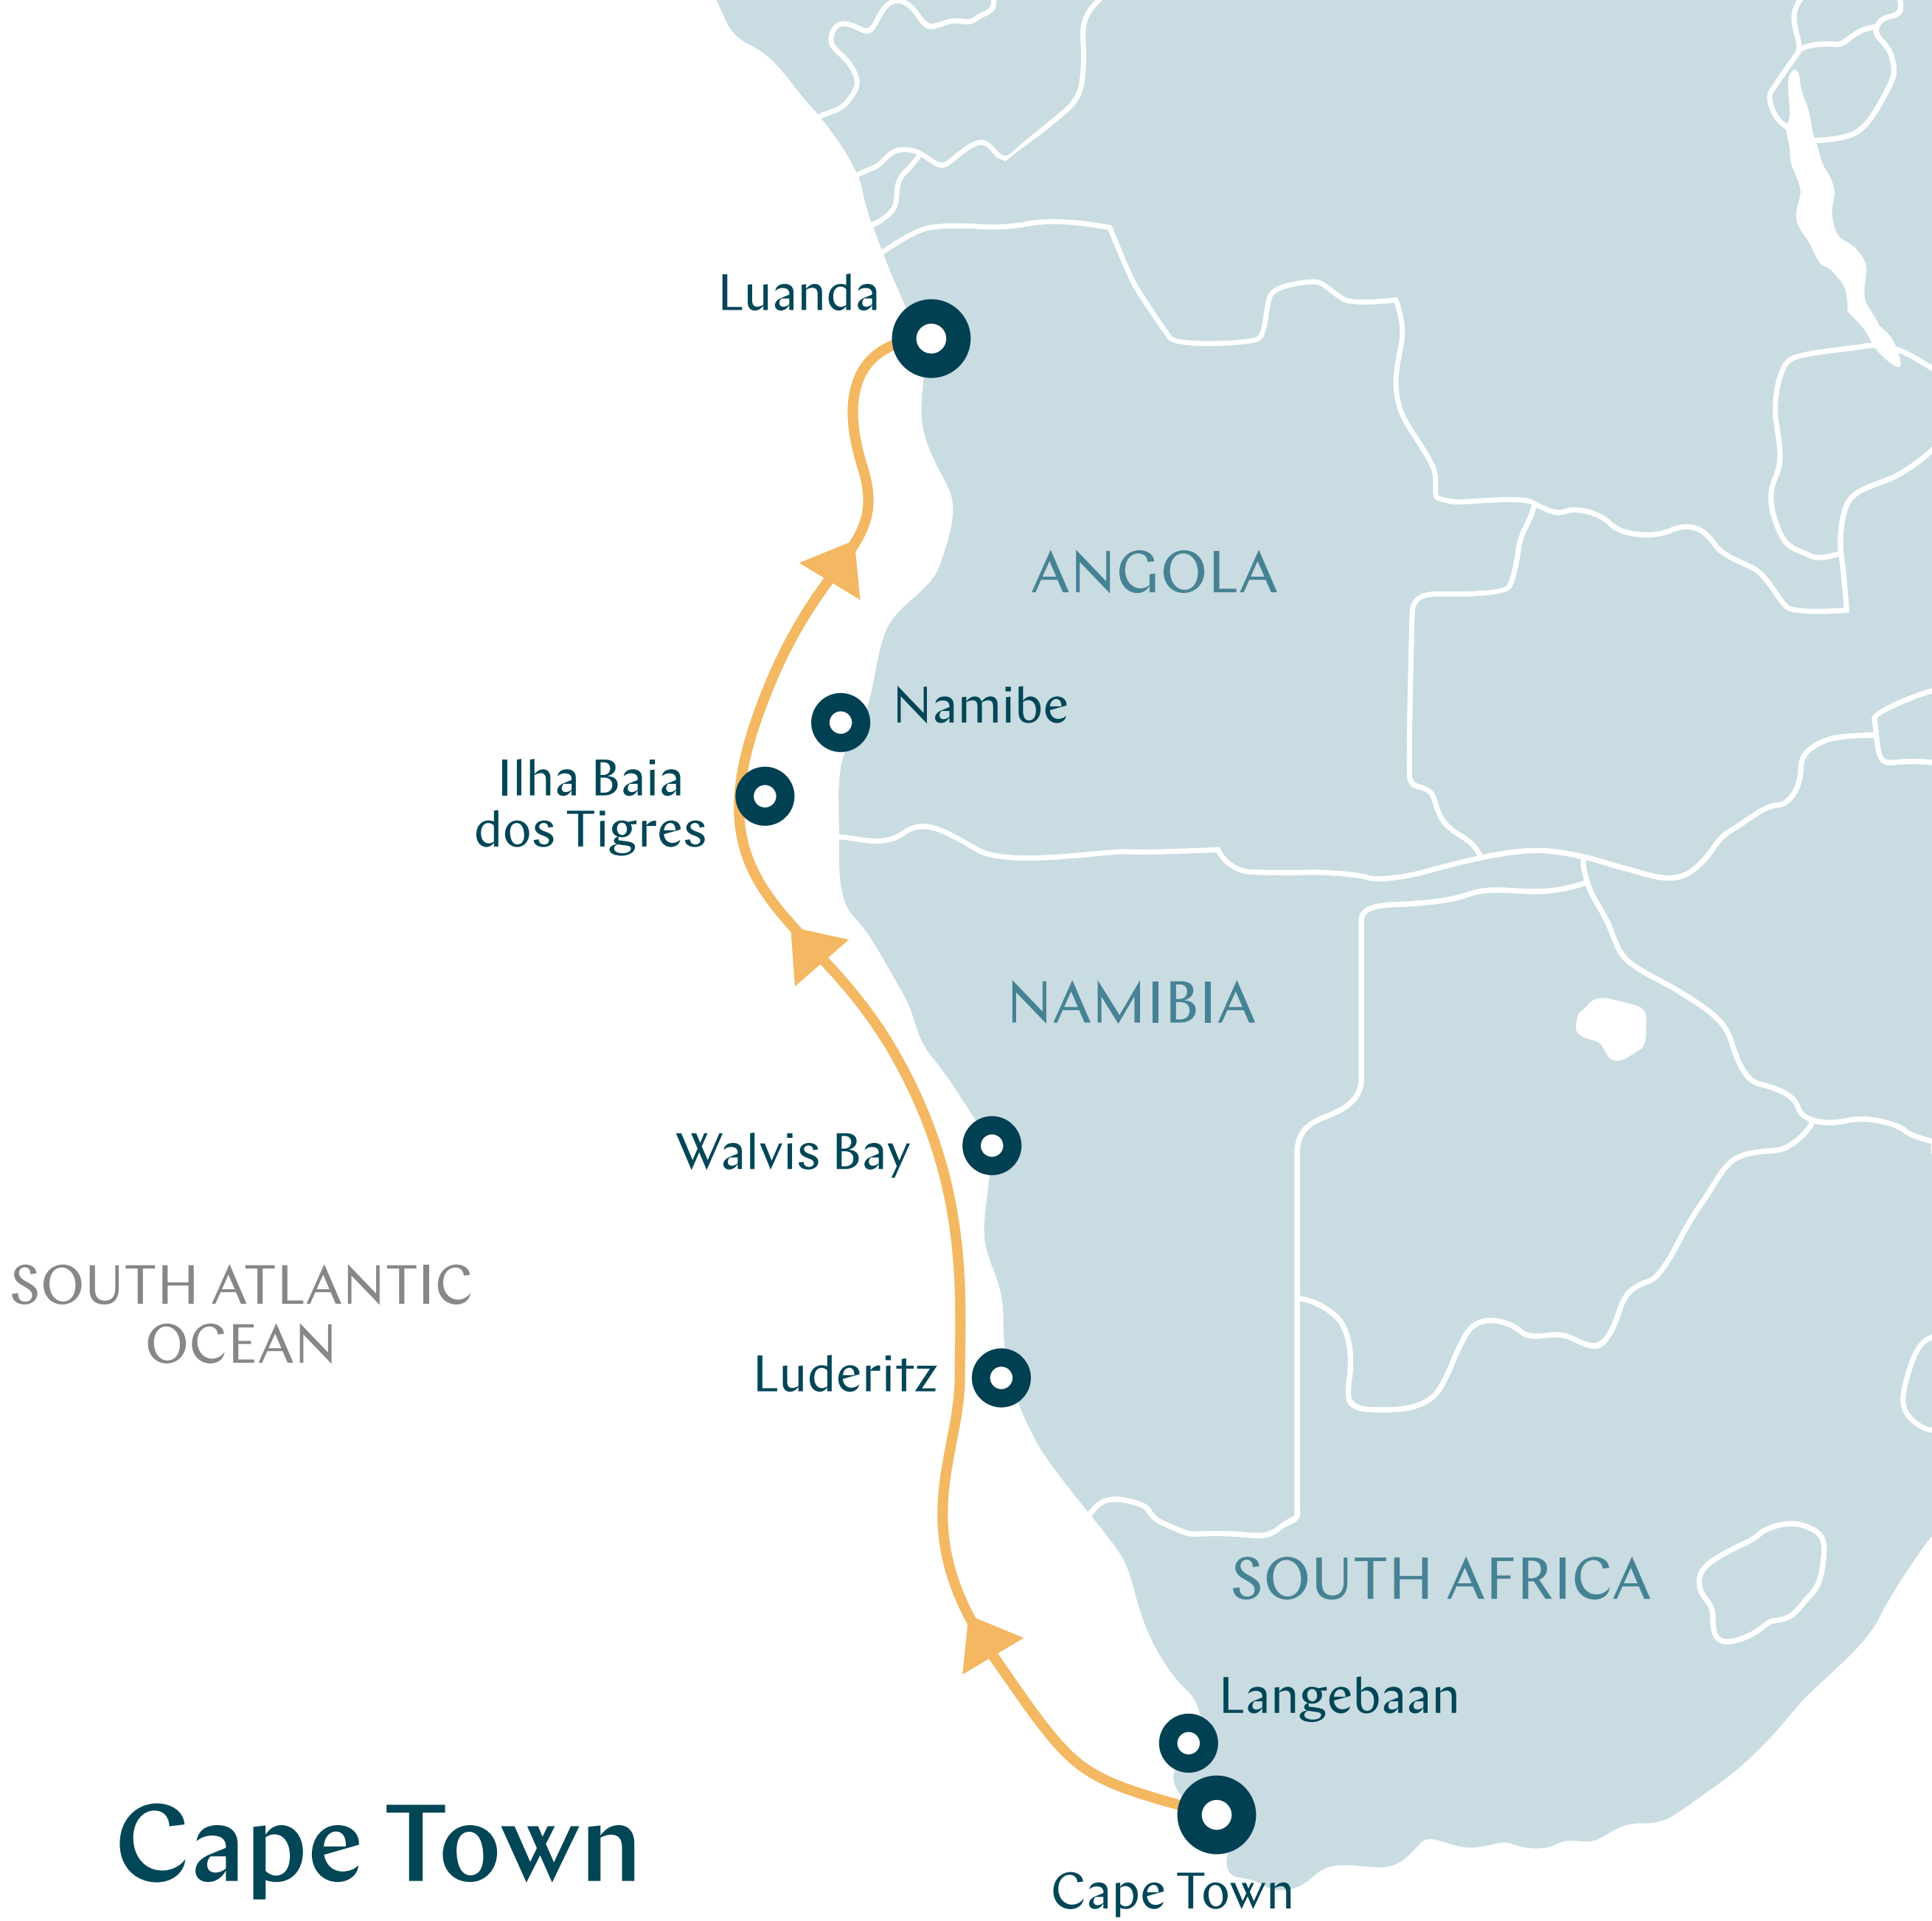 Luanda
ANGOLA
Namibe
Ilha Baia
dos Tigres
NAMIBIA
Walvis Bay
SOUTH ATLANTIC
OCEAN
Luderitz
SOUTH AFRICA
Langebaan
Cape Town
Cape Town